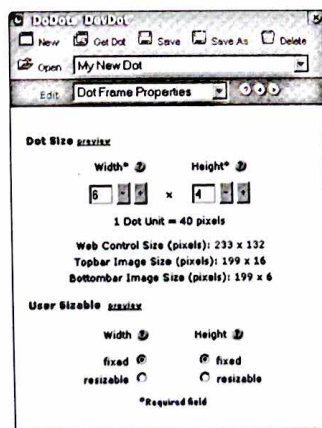 DoDots DevDot
New Get Dot Save Save As Delete
Open My New Dot
Edit Dot Frame Properties
Dot Size preview
Width* ? Height* ?
6 - + x 4 - +
1 Dot Unit = 40 pixels
Web Control Size (pixels): 233 x 132
Topbar Image Size (pixels): 199 x 16
Bottombar Image Size (pixels): 199 x 6
User Sizable preview
Width ? Height ?
fixed fixed
resizable resizable
*Required field